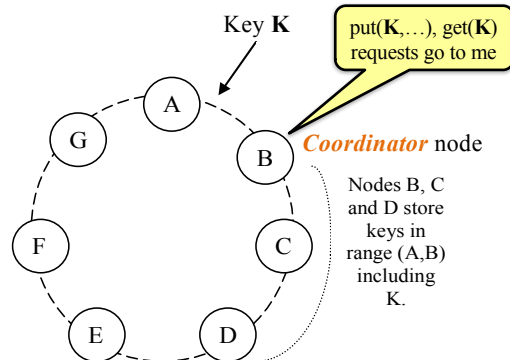 Key K
put(K,…), get(K)
requests go to me
A
G
B
Coordinator node
Nodes B, C
and D store
keys in
range (A,B)
including
K.
F
C
E
D